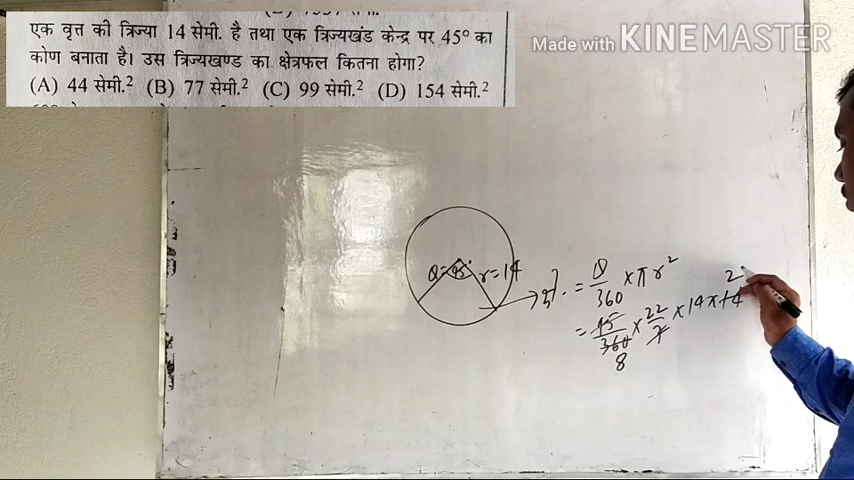 एक वृत्त की त्रिज्या 14 सेमी. है तथा एक त्रिज्यखंड केन्द्र पर 45° का
कोण बनाता है। उस त्रिज्यखण्ड का क्षेत्रफल कितना होगा?
(A) 44 सेमी.² (B) 77 सेमी.² (C) 99 सेमी.² (D) 154 सेमी.²
Made with KINEMASTER
θ = 45° r = 14
= θ/360 × π r²
= 45/360 × 22/7 × 14 × 14
8
2